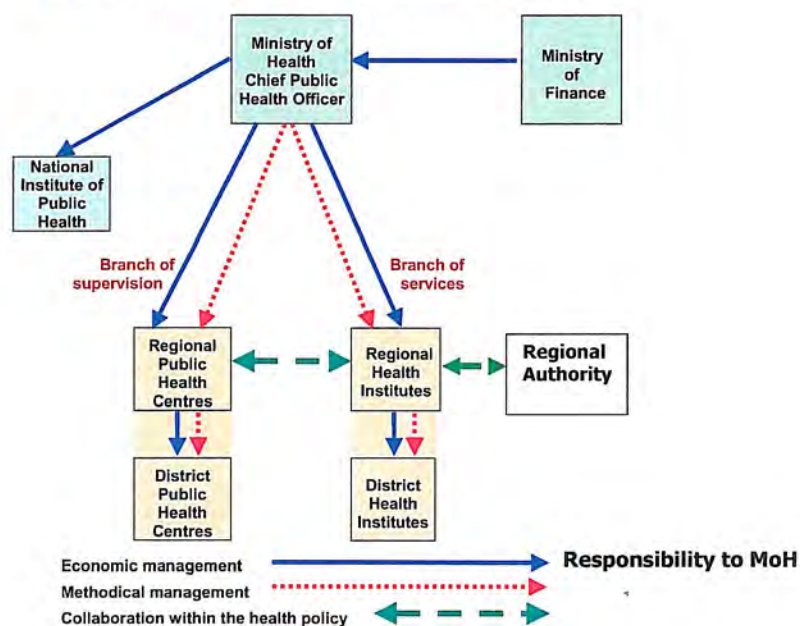 Ministry of
Health
Chief Public
Health Officer
Ministry
of
Finance
National
Institute of
Public
Health
Branch of
supervision
Branch of
services
Regional
Public
Health
Centres
Regional
Health
Institutes
Regional
Authority
District
Public
Health
Centres
District
Health
Institutes
Economic management
Responsibility to MoH
Methodical management
Collaboration within the health policy